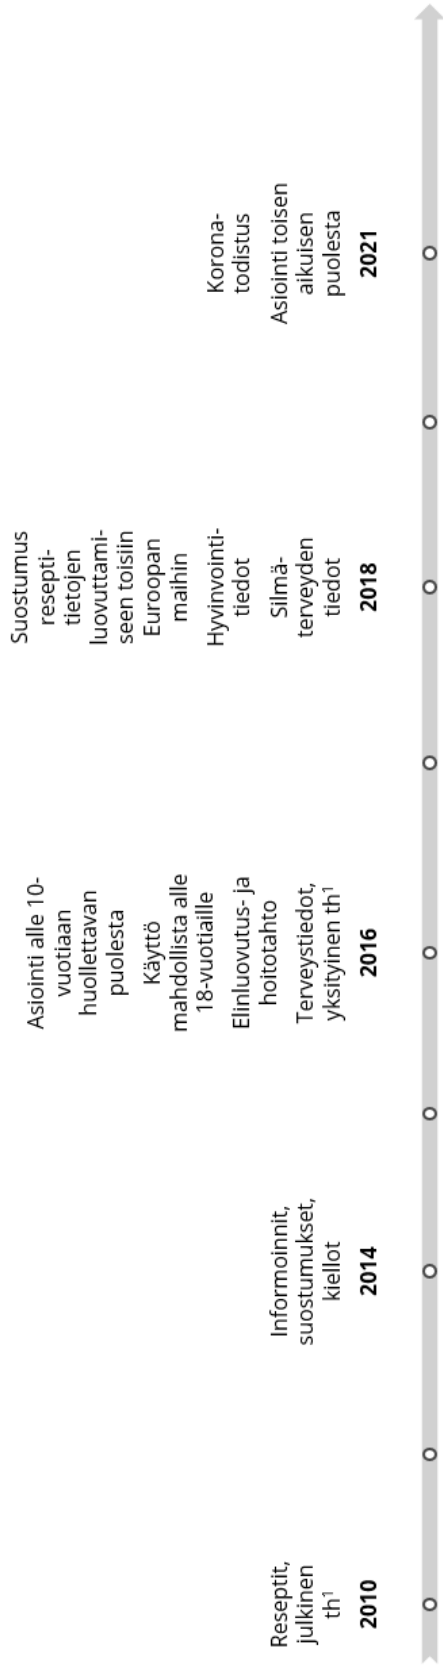 Reseptit,
julkinen
th¹
2010
Informoinnit,
suostumukset,
kiellot
2014
Asiointi alle 10-
vuotiaan
huollettavan
puolesta
Käyttö
mahdollista alle
18-vuotiaille
Elinluovutus- ja
hoitotahto
Terveystiedot,
yksityinen th¹
2016
Suostumus
resepti-
tietojen
luovuttami-
seen toisiin
Euroopan
maihin
Hyvinvointi-
tiedot
Silmä-
terveyden
tiedot
2018
Korona-
todistus
Asiointi toisen
aikuisen
puolesta
2021